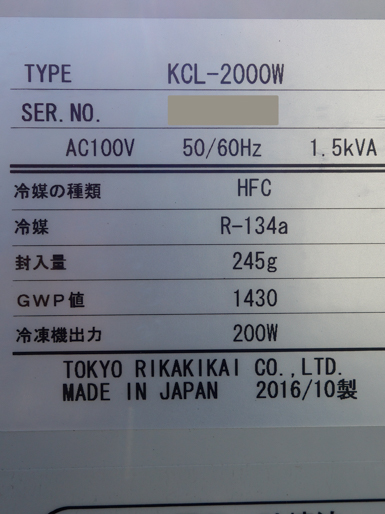 TYPE KCL-2000W
SER.NO.
AC100V 50/60Hz 1.5kVA
冷媒の種類 HFC
冷媒 R-134a
封入量 245g
GWP値 1430
冷凍機出力 200W
TOKYO RIKAKIKAI CO.,LTD.
MADE IN JAPAN 2016/10製